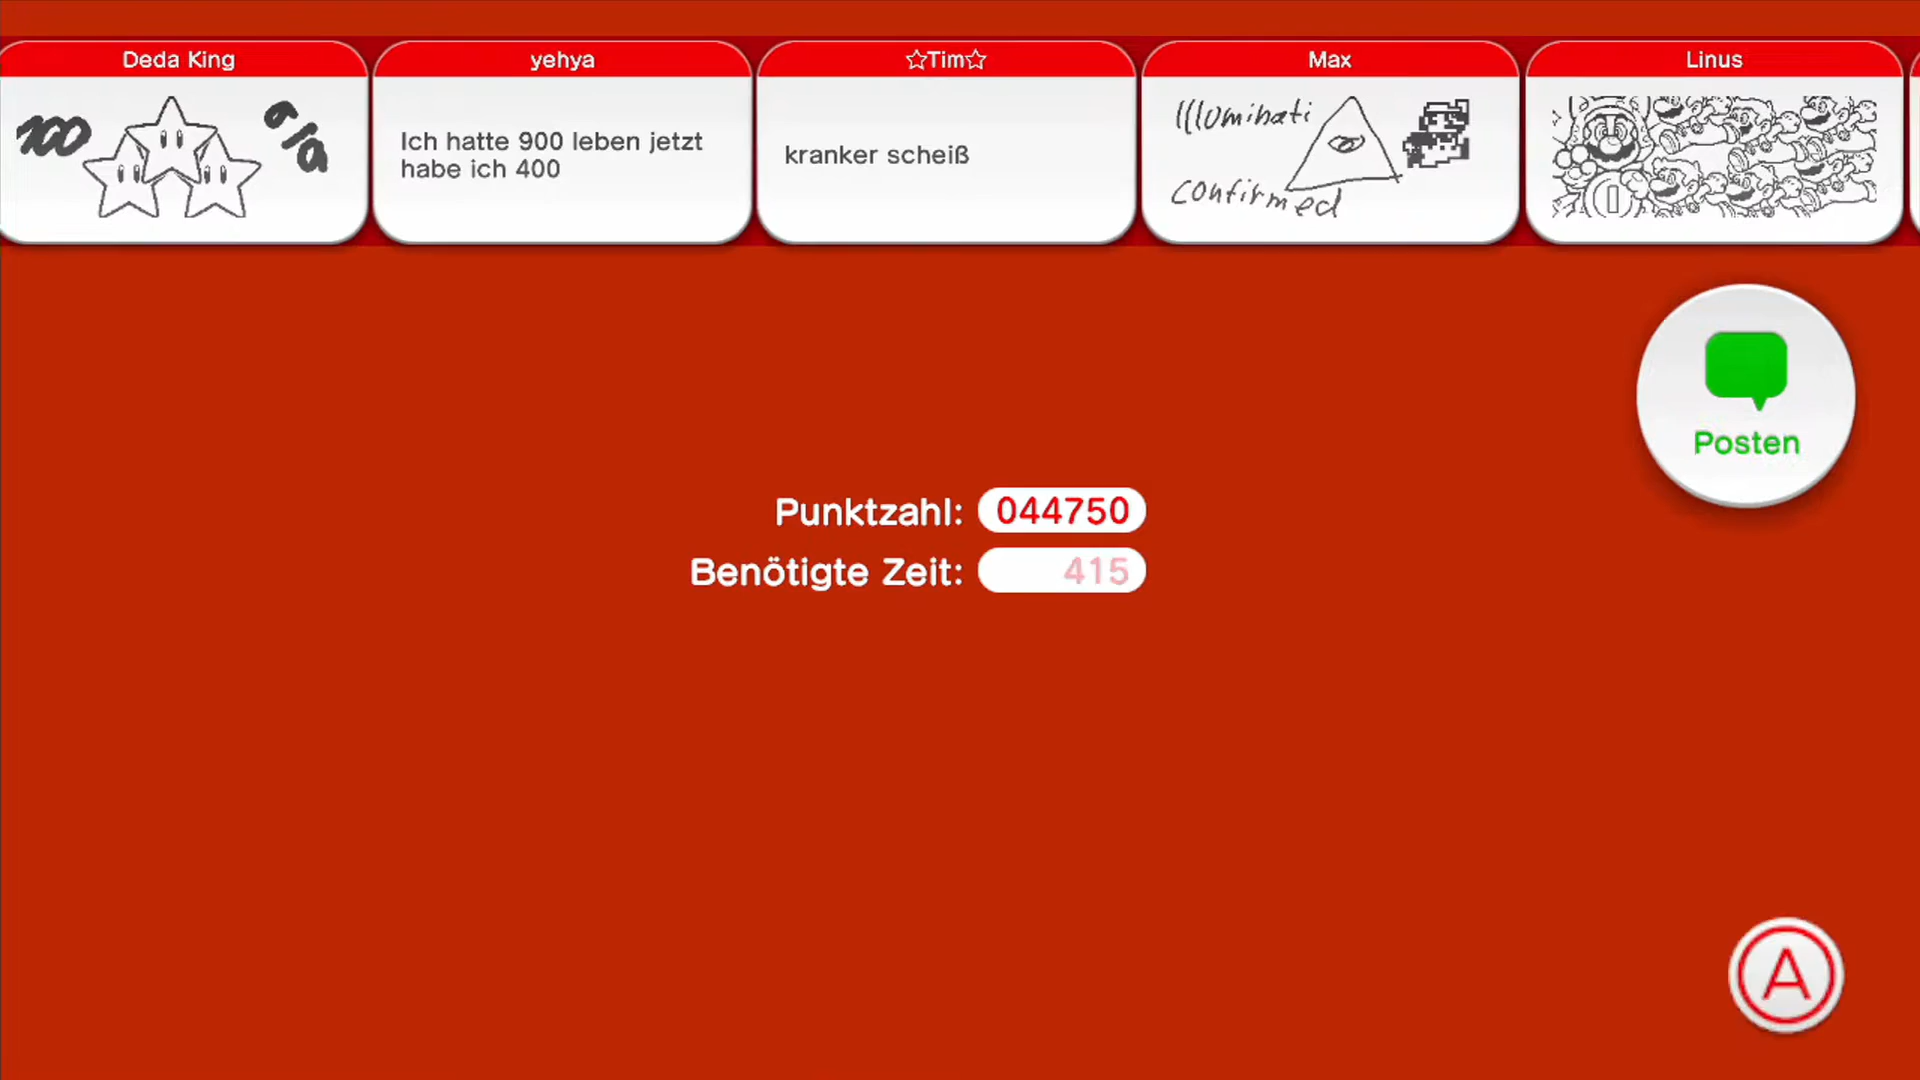 Deda King
yehya
☆Tim☆
Max
Linus
100
Ich hatte 900 leben jetzt
habe ich 400
kranker scheiß
Illuminati
confirmed
Posten
Punktzahl: 044750
Benötigte Zeit: 415
A